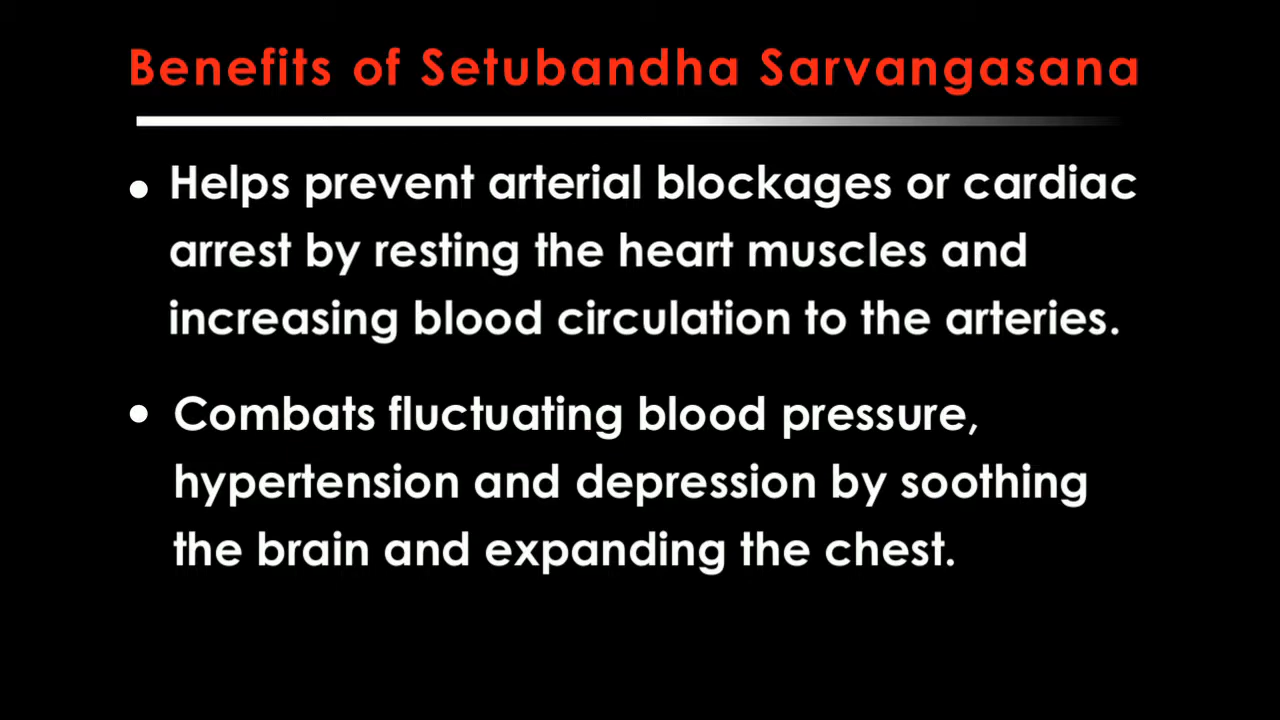 Benefits of Setubandha Sarvangasana
• Helps prevent arterial blockages or cardiac
arrest by resting the heart muscles and
increasing blood circulation to the arteries.
• Combats fluctuating blood pressure,
hypertension and depression by soothing
the brain and expanding the chest.